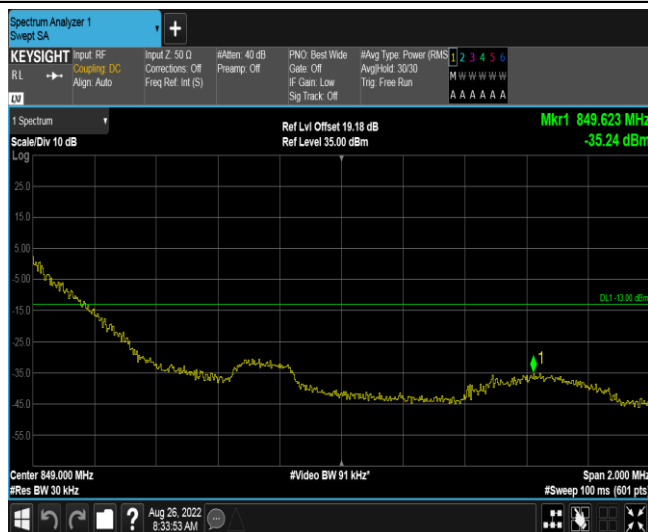 Spectrum Analyzer 1
Swept SA
KEYSIGHT
RL
LXI
Input: RF
Coupling: DC
Align: Auto
Input Z: 50 Ω
Corrections: Off
Freq Ref: Int (S)
#Atten: 40 dB
Preamp: Off
PNO: Best Wide
Gate: Off
IF Gain: Low
Sig Track: Off
#Avg Type: Power (RMS
Avg|Hold: 30/30
Trig: Free Run
1 2 3 4 5 6
M W W W W W
A A A A A A
1 Spectrum
Scale/Div 10 dB
Ref Lvl Offset 19.18 dB
Ref Level 35.00 dBm
Mkr1 849.623 MHz
-35.24 dBm
Log
25.0
15.0
5.00
-5.00
DL1 -13.00 dBm
-15.0
-25.0
1
-35.0
-45.0
-55.0
Center 849.000 MHz
#Video BW 91 kHz*
Span 2.000 MHz
#Res BW 30 kHz
#Sweep 100 ms (601 pts)
?
Aug 26, 2022
8:33:53 AM